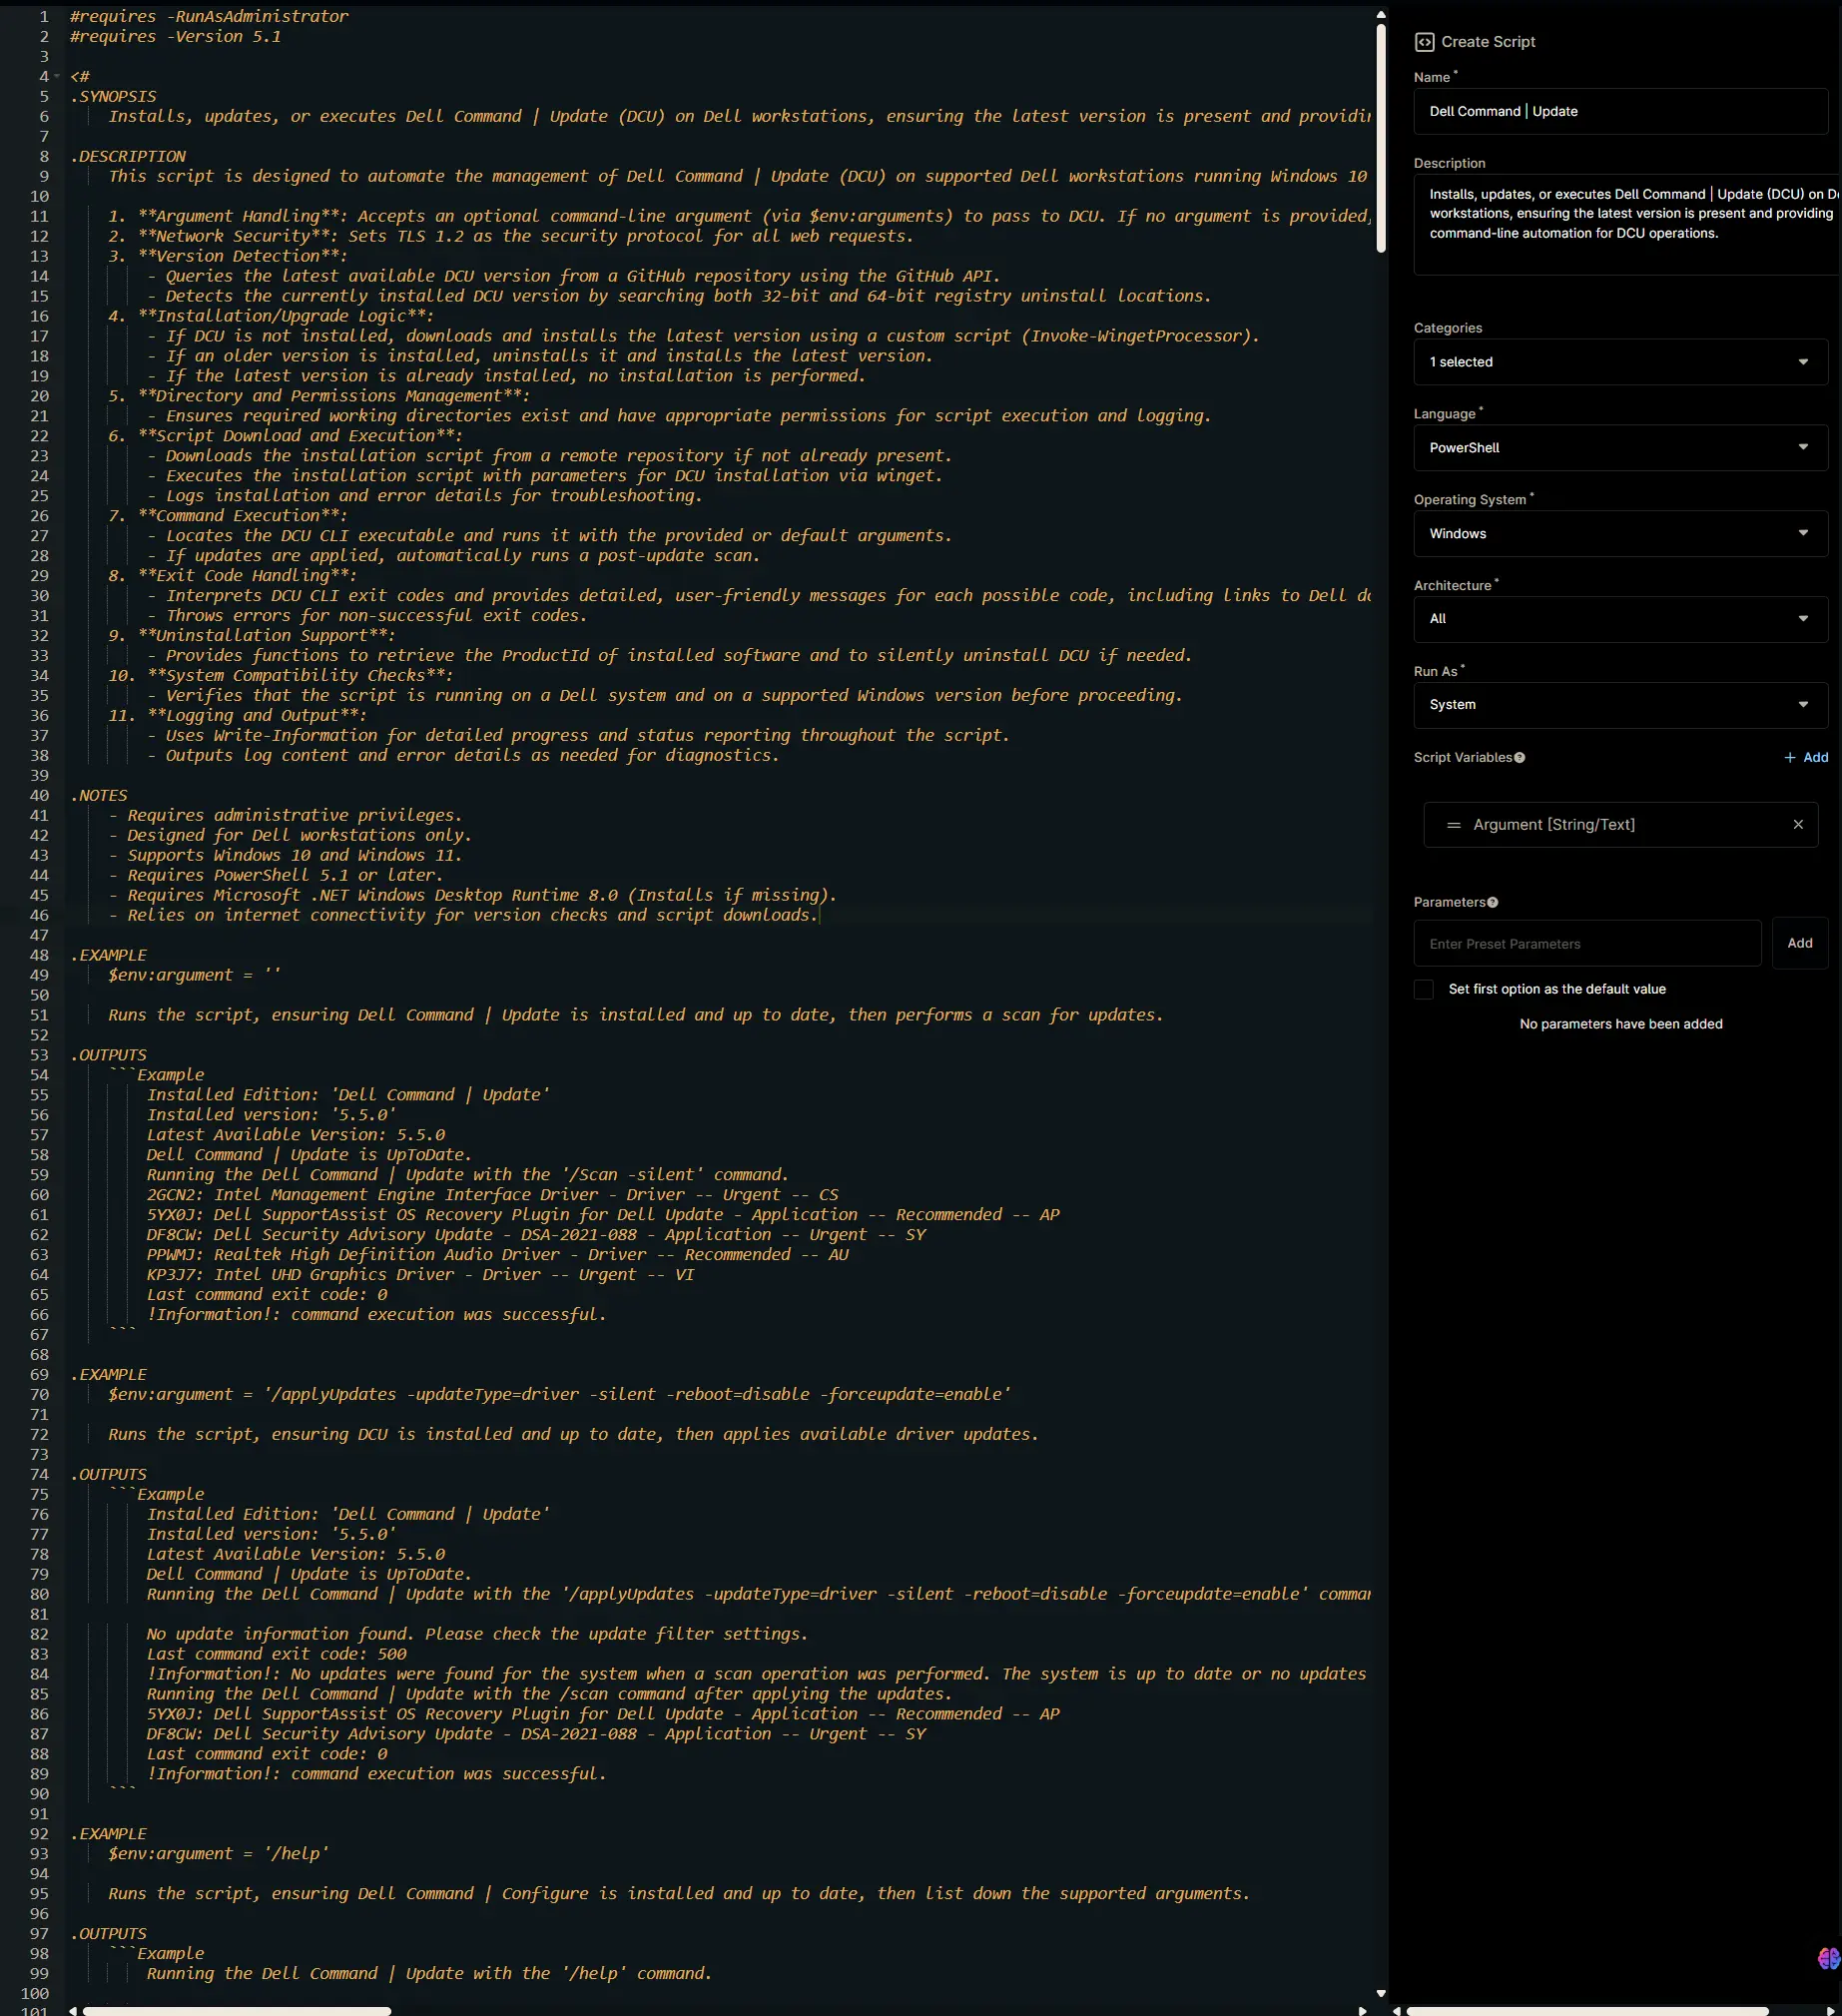 1 #requires -RunAsAdministrator
2 #requires -Version 5.1
3
4 <#
5 .SYNOPSIS
6 Installs, updates, or executes Dell Command | Update (DCU) on Dell workstations, ensuring the latest version is present and providin
7
8 .DESCRIPTION
9 This script is designed to automate the management of Dell Command | Update (DCU) on supported Dell workstations running Windows 10
10
11 1. **Argument Handling**: Accepts an optional command-line argument (via $env:arguments) to pass to DCU. If no argument is provided,
12 2. **Network Security**: Sets TLS 1.2 as the security protocol for all web requests.
13 3. **Version Detection**:
14 - Queries the latest available DCU version from a GitHub repository using the GitHub API.
15 - Detects the currently installed DCU version by searching both 32-bit and 64-bit registry uninstall locations.
16 4. **Installation/Upgrade Logic**:
17 - If DCU is not installed, downloads and installs the latest version using a custom script (Invoke-WingetProcessor).
18 - If an older version is installed, uninstalls it and installs the latest version.
19 - If the latest version is already installed, no installation is performed.
20 5. **Directory and Permissions Management**:
21 - Ensures required working directories exist and have appropriate permissions for script execution and logging.
22 6. **Script Download and Execution**:
23 - Downloads the installation script from a remote repository if not already present.
24 - Executes the installation script with parameters for DCU installation via winget.
25 - Logs installation and error details for troubleshooting.
26 7. **Command Execution**:
27 - Locates the DCU CLI executable and runs it with the provided or default arguments.
28 - If updates are applied, automatically runs a post-update scan.
29 8. **Exit Code Handling**:
30 - Interprets DCU CLI exit codes and provides detailed, user-friendly messages for each possible code, including links to Dell do
31 - Throws errors for non-successful exit codes.
32 9. **Uninstallation Support**:
33 - Provides functions to retrieve the ProductId of installed software and to silently uninstall DCU if needed.
34 10. **System Compatibility Checks**:
35 - Verifies that the script is running on a Dell system and on a supported Windows version before proceeding.
36 11. **Logging and Output**:
37 - Uses Write-Information for detailed progress and status reporting throughout the script.
38 - Outputs log content and error details as needed for diagnostics.
39
40 .NOTES
41 - Requires administrative privileges.
42 - Designed for Dell workstations only.
43 - Supports Windows 10 and Windows 11.
44 - Requires PowerShell 5.1 or later.
45 - Requires Microsoft .NET Windows Desktop Runtime 8.0 (Installs if missing).
46 - Relies on internet connectivity for version checks and script downloads.
47
48 .EXAMPLE
49 $env:argument = ''
50
51 Runs the script, ensuring Dell Command | Update is installed and up to date, then performs a scan for updates.
52
53 .OUTPUTS
54 ```Example
55 Installed Edition: 'Dell Command | Update'
56 Installed version: '5.5.0'
57 Latest Available Version: 5.5.0
58 Dell Command | Update is UpToDate.
59 Running the Dell Command | Update with the '/Scan -silent' command.
60 2GCN2: Intel Management Engine Interface Driver - Driver -- Urgent -- CS
61 5YX0J: Dell SupportAssist OS Recovery Plugin for Dell Update - Application -- Recommended -- AP
62 DF8CW: Dell Security Advisory Update - DSA-2021-088 - Application -- Urgent -- SY
63 PPWMJ: Realtek High Definition Audio Driver - Driver -- Recommended -- AU
64 KP3J7: Intel UHD Graphics Driver - Driver -- Urgent -- VI
65 Last command exit code: 0
66 !Information!: command execution was successful.
67 ```
68
69 .EXAMPLE
70 $env:argument = '/applyUpdates -updateType=driver -silent -reboot=disable -forceupdate=enable'
71
72 Runs the script, ensuring DCU is installed and up to date, then applies available driver updates.
73
74 .OUTPUTS
75 ```Example
76 Installed Edition: 'Dell Command | Update'
77 Installed version: '5.5.0'
78 Latest Available Version: 5.5.0
79 Dell Command | Update is UpToDate.
80 Running the Dell Command | Update with the '/applyUpdates -updateType=driver -silent -reboot=disable -forceupdate=enable' comman
81
82 No update information found. Please check the update filter settings.
83 Last command exit code: 500
84 !Information!: No updates were found for the system when a scan operation was performed. The system is up to date or no updates
85 Running the Dell Command | Update with the /scan command after applying the updates.
86 5YX0J: Dell SupportAssist OS Recovery Plugin for Dell Update - Application -- Recommended -- AP
87 DF8CW: Dell Security Advisory Update - DSA-2021-088 - Application -- Urgent -- SY
88 Last command exit code: 0
89 !Information!: command execution was successful.
90 ```
91
92 .EXAMPLE
93 $env:argument = '/help'
94
95 Runs the script, ensuring Dell Command | Configure is installed and up to date, then list down the supported arguments.
96
97 .OUTPUTS
98 ```Example
99 Running the Dell Command | Update with the '/help' command.
100
101
Create Script
Name *
Dell Command | Update
Description
Installs, updates, or executes Dell Command | Update (DCU) on De
workstations, ensuring the latest version is present and providing
command-line automation for DCU operations.
Categories
1 selected
Language *
PowerShell
Operating System *
Windows
Architecture *
All
Run As *
System
Script Variables
+ Add
Argument [String/Text]
Parameters
Enter Preset Parameters
Add
Set first option as the default value
No parameters have been added